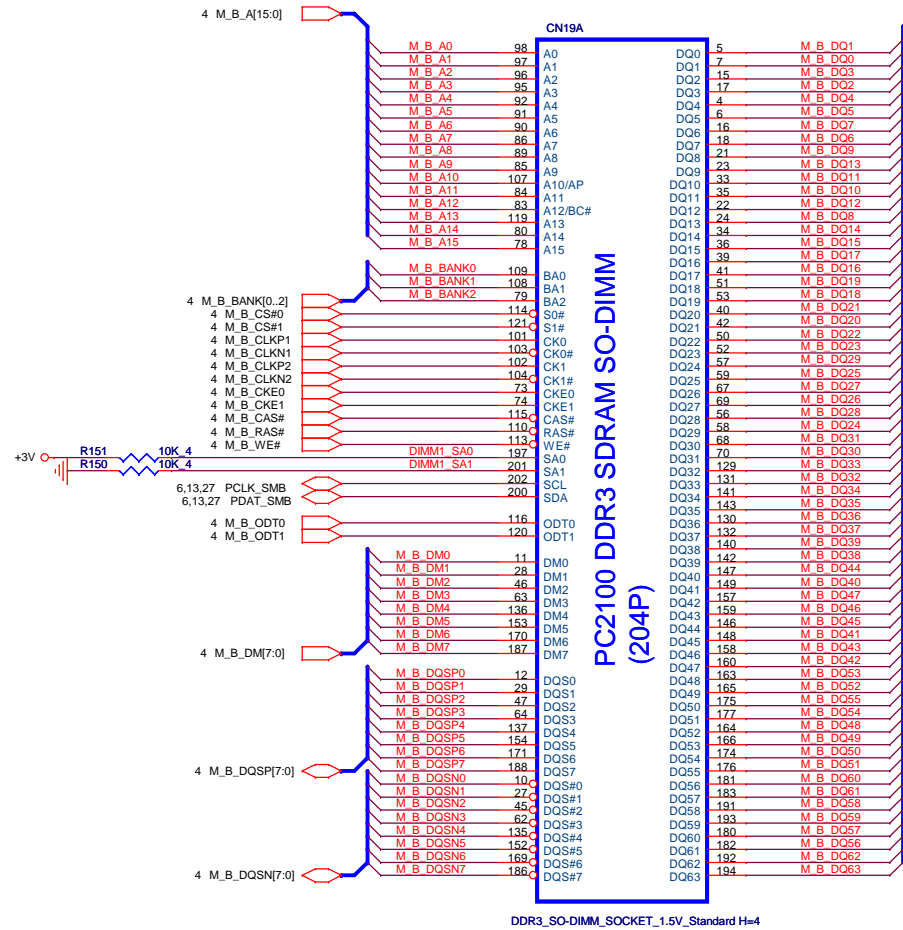 4 M_B_A[15:0]
CN19A
M_B_A0 98 A0 DQ0 5 M_B_DQ1
M_B_A1 97 A1 DQ1 7 M_B_DQ0
M_B_A2 96 A2 DQ2 15 M_B_DQ3
M_B_A3 95 A3 DQ3 17 M_B_DQ2
M_B_A4 92 A4 DQ4 4 M_B_DQ4
M_B_A5 91 A5 DQ5 6 M_B_DQ5
M_B_A6 90 A6 DQ6 16 M_B_DQ7
M_B_A7 86 A7 DQ7 18 M_B_DQ6
M_B_A8 89 A8 DQ8 21 M_B_DQ9
M_B_A9 85 A9 DQ9 23 M_B_DQ13
M_B_A10 107 A10/AP DQ10 33 M_B_DQ11
M_B_A11 84 A11 DQ11 35 M_B_DQ10
M_B_A12 83 A12/BC# DQ12 22 M_B_DQ12
M_B_A13 119 A13 DQ13 24 M_B_DQ8
M_B_A14 80 A14 DQ14 34 M_B_DQ14
M_B_A15 78 A15 DQ15 36 M_B_DQ15
DQ16 39 M_B_DQ17
M_B_BANK0 109 BA0 DQ17 41 M_B_DQ16
M_B_BANK1 108 BA1 DQ18 51 M_B_DQ19
M_B_BANK2 79 BA2 DQ19 53 M_B_DQ18
4 M_B_BANK[0..2]
4 M_B_CS#0 114 S0# DQ20 40 M_B_DQ21
4 M_B_CS#1 121 S1# DQ21 42 M_B_DQ20
4 M_B_CLKP1 101 CK0 DQ22 50 M_B_DQ22
4 M_B_CLKN1 103 CK0# DQ23 52 M_B_DQ23
4 M_B_CLKP2 102 CK1 DQ24 57 M_B_DQ29
4 M_B_CLKN2 104 CK1# DQ25 59 M_B_DQ25
4 M_B_CKE0 73 CKE0 DQ26 67 M_B_DQ27
4 M_B_CKE1 74 CKE1 DQ27 69 M_B_DQ26
4 M_B_CAS# 115 CAS# DQ28 56 M_B_DQ28
4 M_B_RAS# 110 RAS# DQ29 58 M_B_DQ24
4 M_B_WE# 113 WE# DQ30 68 M_B_DQ31
+3V R151 10K_4 DIMM1_SA0 197 SA0 DQ31 70 M_B_DQ30
R150 10K_4 DIMM1_SA1 201 SA1 DQ32 129 M_B_DQ33
6,13,27 PCLK_SMB 202 SCL DQ33 131 M_B_DQ32
6,13,27 PDAT_SMB 200 SDA DQ34 141 M_B_DQ34
DQ35 143 M_B_DQ35
4 M_B_ODT0 116 ODT0 DQ36 130 M_B_DQ36
4 M_B_ODT1 120 ODT1 DQ37 132 M_B_DQ37
DQ38 140 M_B_DQ39
M_B_DM0 11 DM0 DQ39 142 M_B_DQ38
M_B_DM1 28 DM1 DQ40 147 M_B_DQ44
M_B_DM2 46 DM2 DQ41 149 M_B_DQ40
M_B_DM3 63 DM3 DQ42 157 M_B_DQ47
M_B_DM4 136 DM4 DQ43 159 M_B_DQ46
M_B_DM5 153 DM5 DQ44 146 M_B_DQ45
M_B_DM6 170 DM6 DQ45 148 M_B_DQ41
M_B_DM7 187 DM7 DQ46 158 M_B_DQ43
4 M_B_DM[7:0]
DQ47 160 M_B_DQ42
M_B_DQSP0 12 DQS0 DQ48 163 M_B_DQ53
M_B_DQSP1 29 DQS1 DQ49 165 M_B_DQ52
M_B_DQSP2 47 DQS2 DQ50 175 M_B_DQ55
M_B_DQSP3 64 DQS3 DQ51 177 M_B_DQ54
M_B_DQSP4 137 DQS4 DQ52 164 M_B_DQ48
M_B_DQSP5 154 DQS5 DQ53 166 M_B_DQ49
M_B_DQSP6 171 DQS6 DQ54 174 M_B_DQ50
M_B_DQSP7 188 DQS7 DQ55 176 M_B_DQ51
4 M_B_DQSP[7:0]
M_B_DQSN0 10 DQS#0 DQ56 181 M_B_DQ60
M_B_DQSN1 27 DQS#1 DQ57 183 M_B_DQ61
M_B_DQSN2 45 DQS#2 DQ58 191 M_B_DQ58
M_B_DQSN3 62 DQS#3 DQ59 193 M_B_DQ59
M_B_DQSN4 135 DQS#4 DQ60 180 M_B_DQ57
M_B_DQSN5 152 DQS#5 DQ61 182 M_B_DQ56
M_B_DQSN6 169 DQS#6 DQ62 192 M_B_DQ62
M_B_DQSN7 186 DQS#7 DQ63 194 M_B_DQ63
4 M_B_DQSN[7:0]
PC2100 DDR3 SDRAM SO-DIMM
(204P)
DDR3_SO-DIMM_SOCKET_1.5V_Standard H=4